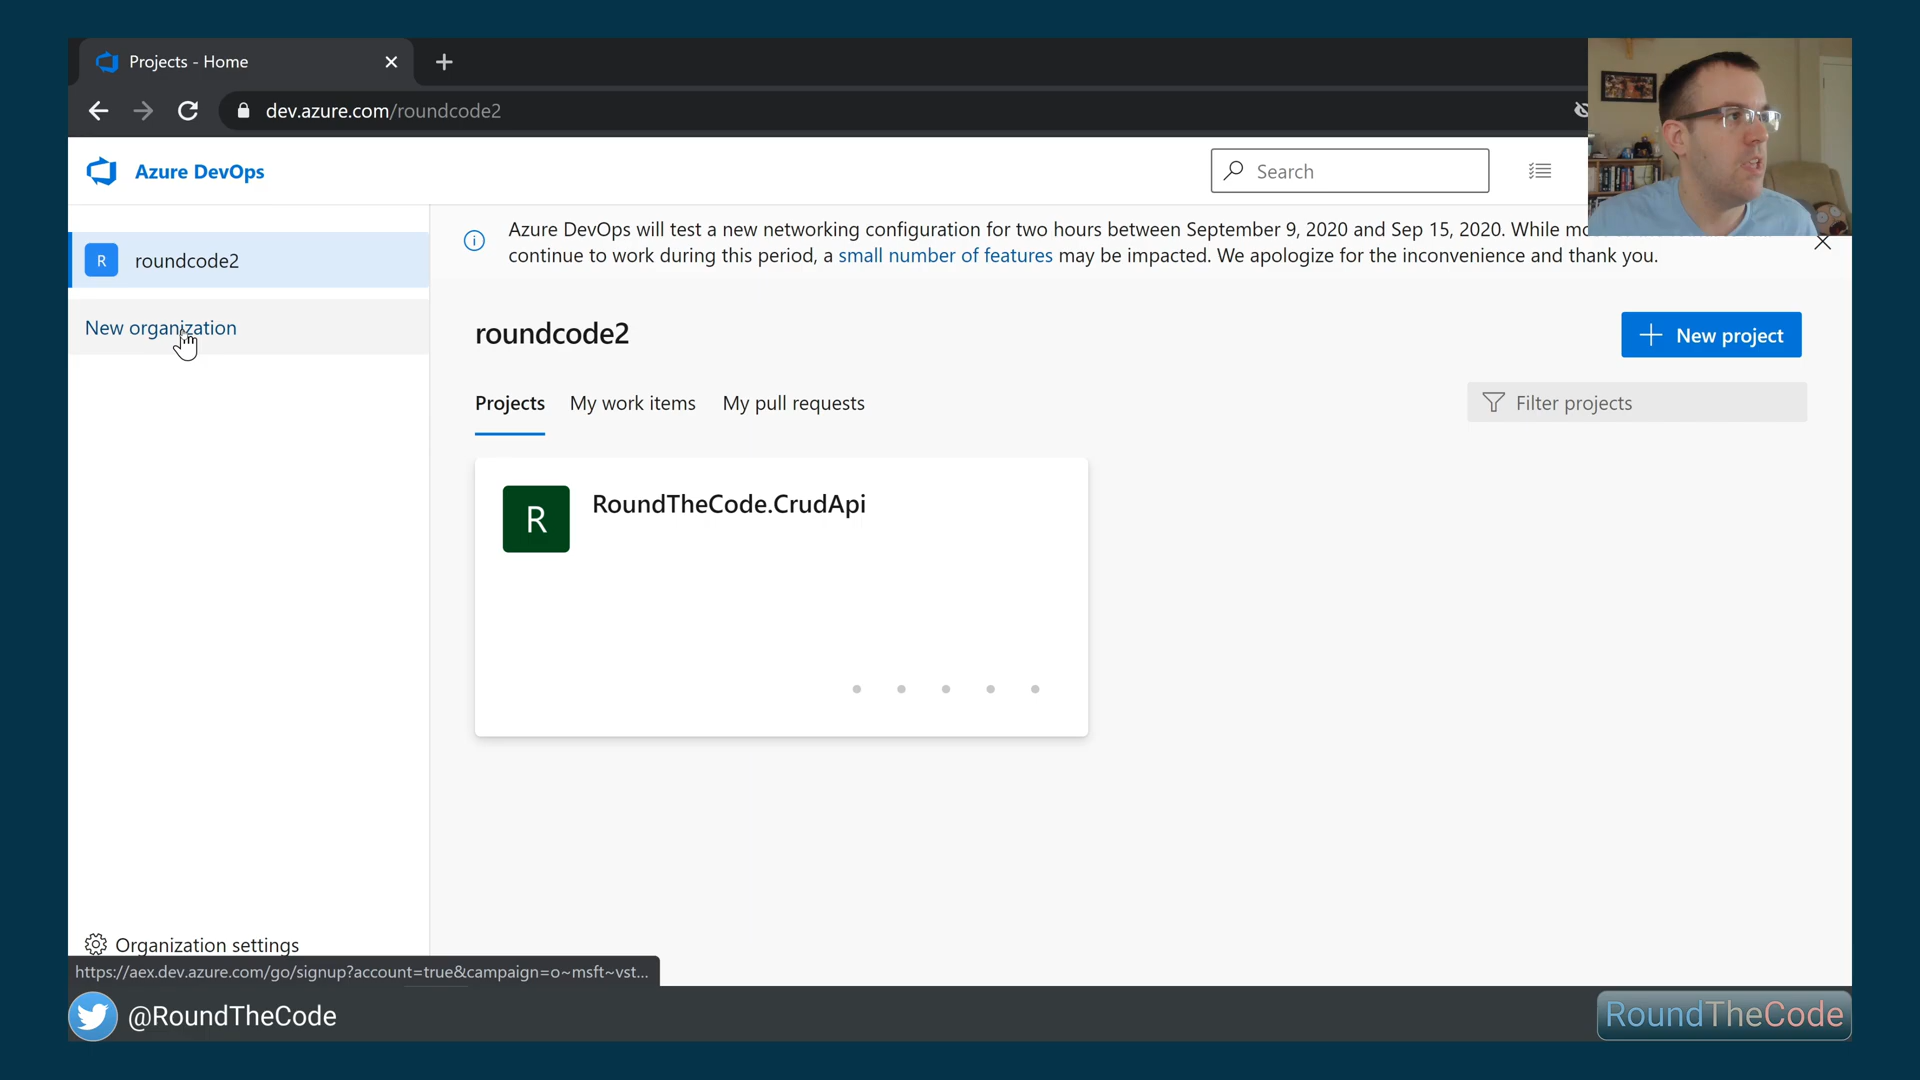 Projects - Home
dev.azure.com/roundcode2
Azure DevOps
Search
R roundcode2
New organization
Azure DevOps will test a new networking configuration for two hours between September 9, 2020 and Sep 15, 2020. While
continue to work during this period, a small number of features may be impacted. We apologize for the inconvenience and thank you.
roundcode2
New project
Projects My work items My pull requests
Filter projects
R RoundTheCode.CrudApi
Organization settings
https://aex.dev.azure.com/go/signup?account=true&campaign=o~msft~vst...
@RoundTheCode
RoundTheCode